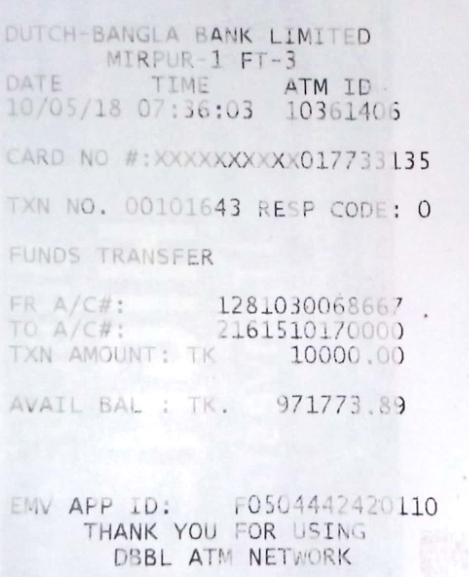 DUTCH-BANGLA BANK LIMITED
MIRPUR-1 FT-3
DATE TIME ATM ID
10/05/18 07:36:03 10361406
CARD NO #:XXXXXXXXXX017733135
TXN NO. 00101643 RESP CODE: 0
FUNDS TRANSFER
FR A/C#: 1281030068667
TO A/C#: 2161510170000
TXN AMOUNT: TK 10000.00
AVAIL BAL : TK. 971773.89
EMV APP ID: F0504442420110
THANK YOU FOR USING
DBBL ATM NETWORK